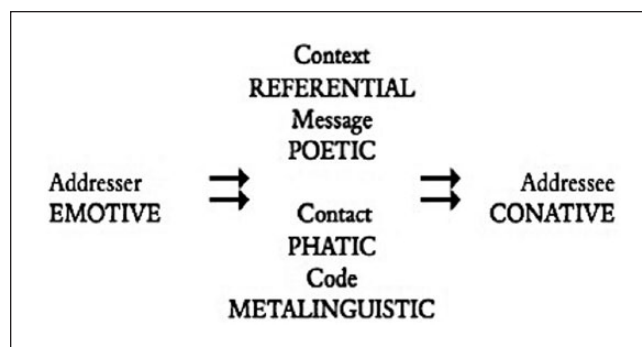 Context
REFERENTIAL
Message
POETIC
Addresser
EMOTIVE
Addressee
CONATIVE
Contact
PHATIC
Code
METALINGUISTIC